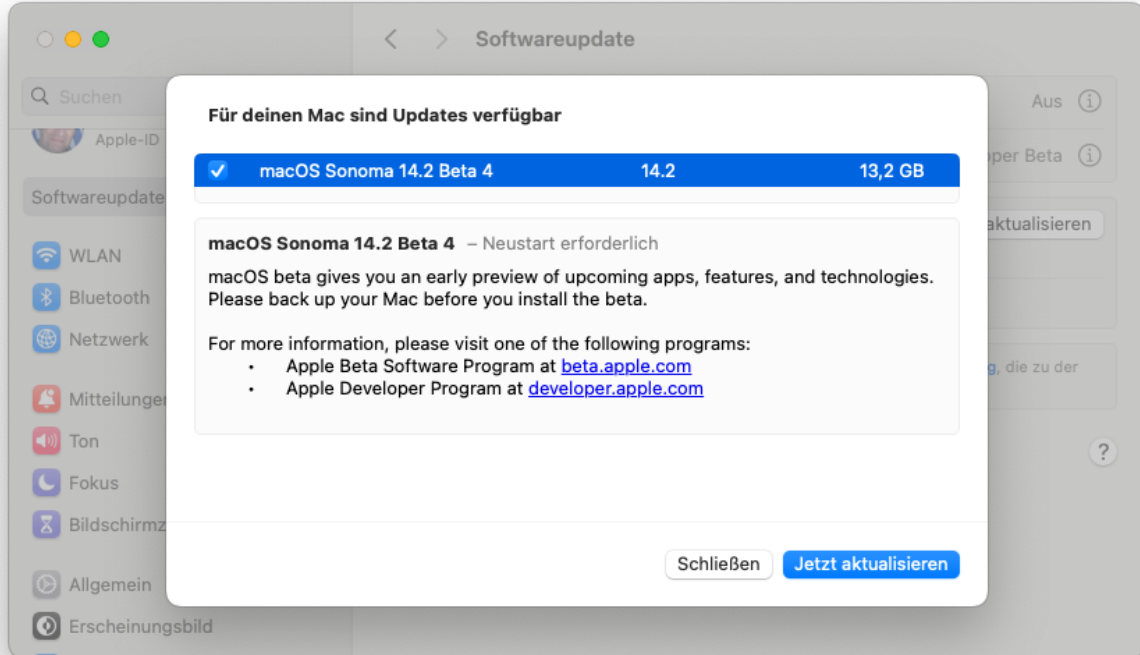 Softwareupdate
Suchen
Apple-ID
Softwareupdate
WLAN
Bluetooth
Netzwerk
Mitteilungen
Ton
Fokus
Allgemein
Erscheinungsbild
Aus
Beta
aktualisieren
die zu der
?
Für deinen Mac sind Updates verfügbar
macOS Sonoma 14.2 Beta 4 14.2 13,2 GB
macOS Sonoma 14.2 Beta 4 – Neustart erforderlich
macOS beta gives you an early preview of upcoming apps, features, and technologies.
Please back up your Mac before you install the beta.
For more information, please visit one of the following programs:
• Apple Beta Software Program at beta.apple.com
• Apple Developer Program at developer.apple.com
Schließen Jetzt aktualisieren